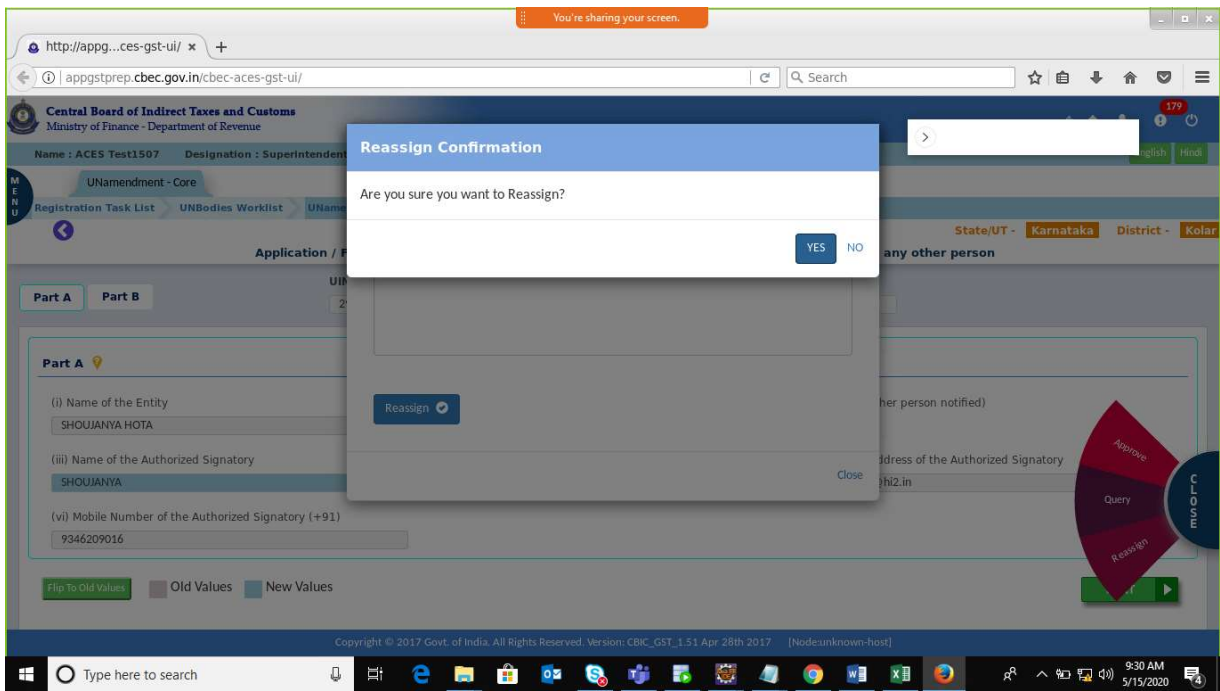 You're sharing your screen.
http://appg...ces-gst-ui/ × +
appgstprep.cbec.gov.in/cbec-aces-gst-ui/ Search
Central Board of Indirect Taxes and Customs
Ministry of Finance - Department of Revenue
179
Name : ACES Test1507 Designation : Superintendent
English Hindi
MENU
UNamendment - Core
Registration Task List UNBodies Worklist UName
Reassign Confirmation
Are you sure you want to Reassign?
YES NO
State/UT - Karnataka District - Kolar
Application / any other person
Part A Part B
Part A
(i) Name of the Entity her person notified)
SHOUJANYA HOTA
Reassign
(iii) Name of the Authorized Signatory ddress of the Authorized Signatory
SHOUJANYA hi2.in
Close
(vi) Mobile Number of the Authorized Signatory (+91)
9346209016
Approve
Query
Reassign
CLOSE
Flip To Old Values Old Values New Values
Copyright © 2017 Govt. of India. All Rights Reserved. Version: CBIC_GST_1.51 Apr 28th 2017 [Node:unknown-host]
Type here to search
9:30 AM
5/15/2020
4